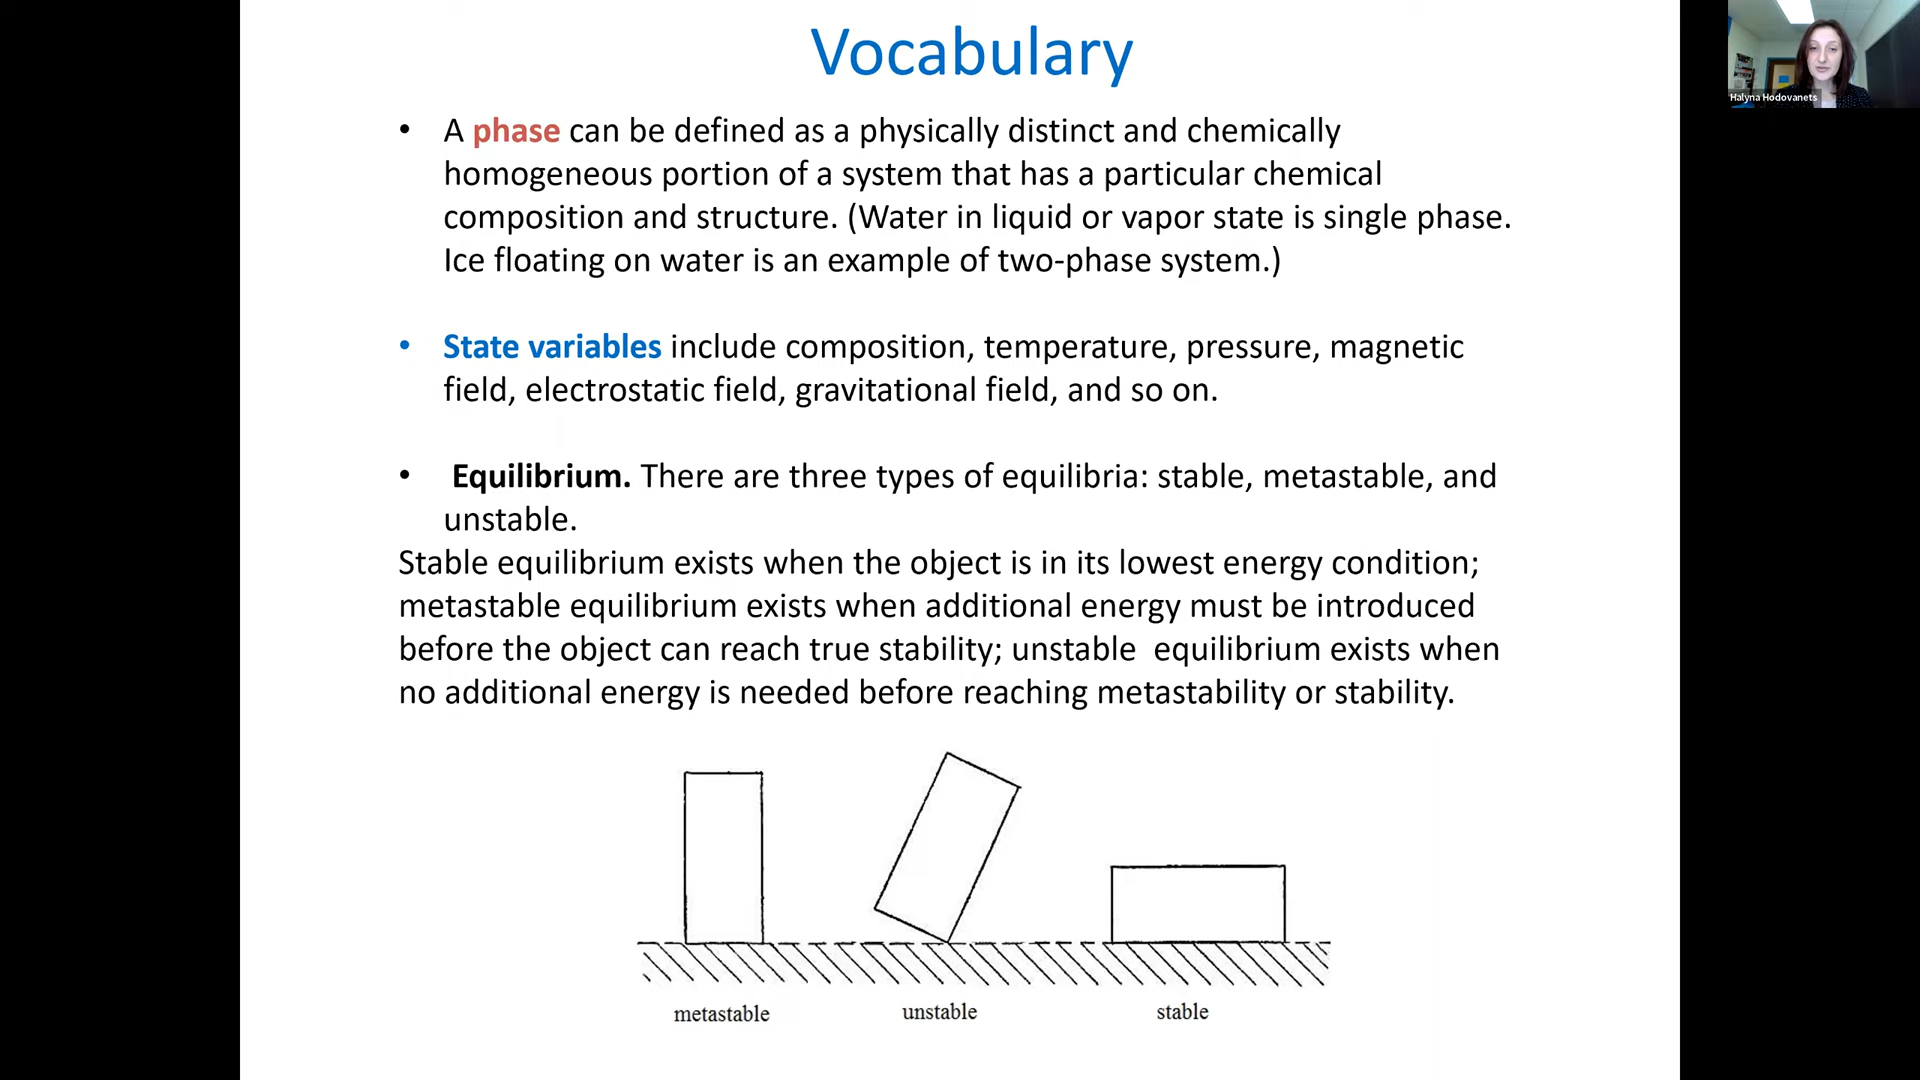 Vocabulary
Halyna Hodovanets
• A phase can be defined as a physically distinct and chemically
homogeneous portion of a system that has a particular chemical
composition and structure. (Water in liquid or vapor state is single phase.
Ice floating on water is an example of two-phase system.)
• State variables include composition, temperature, pressure, magnetic
field, electrostatic field, gravitational field, and so on.
• Equilibrium. There are three types of equilibria: stable, metastable, and
unstable.
Stable equilibrium exists when the object is in its lowest energy condition;
metastable equilibrium exists when additional energy must be introduced
before the object can reach true stability; unstable  equilibrium exists when
no additional energy is needed before reaching metastability or stability.
metastable unstable stable